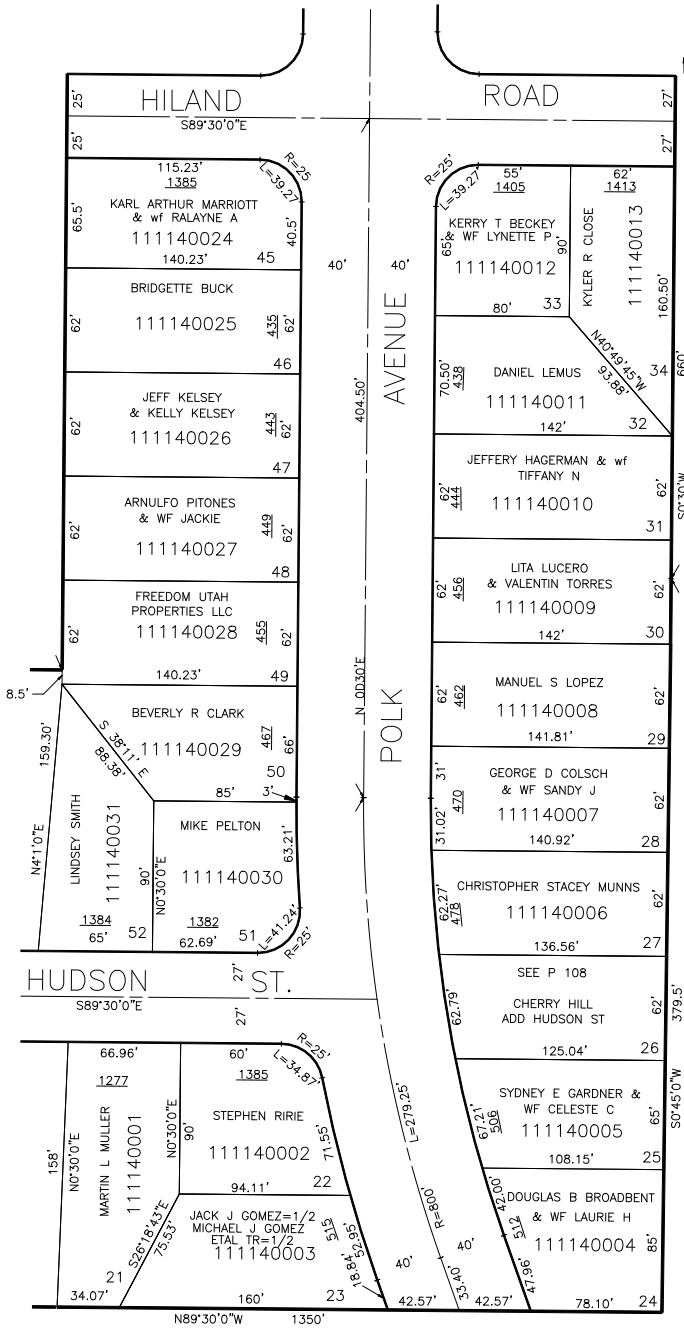 HILAND
ROAD
25'
25'
27'
27'
S89°30'0"E
115.23'
1385
R=25
L=39.27
65.5'
KARL ARTHUR MARRIOTT
& wf RALAYNE A
111140024
40.5'
140.23'
45
BRIDGETTE BUCK
111140025
62'
435
62'
46
JEFF KELSEY
& KELLY KELSEY
111140026
62'
443
62'
47
ARNULFO PITONES
& WF JACKIE
111140027
62'
449
62'
48
FREEDOM UTAH
PROPERTIES LLC
111140028
62'
455
62'
140.23'
49
8.5'
BEVERLY R CLARK
111140029
467
66'
50
S 38°11' E
88.38'
159.30'
N4°1'0"E
85'
3'
LINDSEY SMITH
111140031
90'
N0°30'0"E
1384
65'
52
MIKE PELTON
111140030
63.21'
1382
62.69'
51
L=41.24'
R=25'
40'
40'
404.50'
AVENUE
N 0D30'E
POLK
R=25'
L=39.27'
55'
1405
62'
1413
KERRY T BECKEY
& WF LYNETTE P
111140012
65'
90'
80'
33
KYLER R CLOSE
111140013
160.50'
N40°49'45"W
93.88'
34
660'
DANIEL LEMUS
111140011
70.50'
438
142'
32
JEFFERY HAGERMAN & wf
TIFFANY N
111140010
62'
444
62'
31
S0°30'W
LITA LUCERO
& VALENTIN TORRES
111140009
62'
456
62'
142'
30
MANUEL S LOPEZ
111140008
62'
462
62'
141.81'
29
GEORGE D COLSCH
& WF SANDY J
111140007
31'
31.02'
470
62'
140.92'
28
CHRISTOPHER STACEY MUNNS
111140006
62.27'
478
62'
136.56'
27
SEE P 108
CHERRY HILL
ADD HUDSON ST
62.79'
62'
379.5'
125.04'
26
SYDNEY E GARDNER &
WF CELESTE C
111140005
67.21'
506
65'
108.15'
25
S0°45'0"W
DOUGLAS B BROADBENT
& WF LAURIE H
111140004
42.00'
512
47.96'
85'
78.10'
24
HUDSON
ST.
27'
27'
S89°30'0"E
66.96'
1277
60'
1385
R=25'
L=34.87'
MARTIN L MULLER
111140001
158'
N0°30'0"E
N0°30'0"E
90'
STEPHEN RIRIE
111140002
71.55'
94.11'
22
S26°18'43"E
75.53'
21
34.07'
JACK J GOMEZ=1/2
MICHAEL J GOMEZ
ETAL TR=1/2
111140003
515
52.95'
18.84'
160'
23
L=279.25'
R=800'
40'
40'
33.40'
42.57'
42.57'
N89°30'0"W
1350'